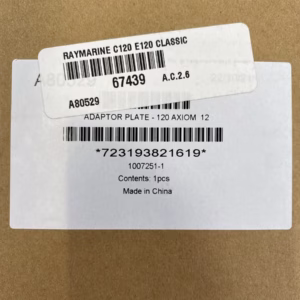 RAYMARINE C120 E120 CLASSIC
67439
A.C.2.6
A80529
A80529
ADAPTOR PLATE - 120 AXIOM 12
*723193821619*
1007251-1
Contents: 1pcs
Made in China